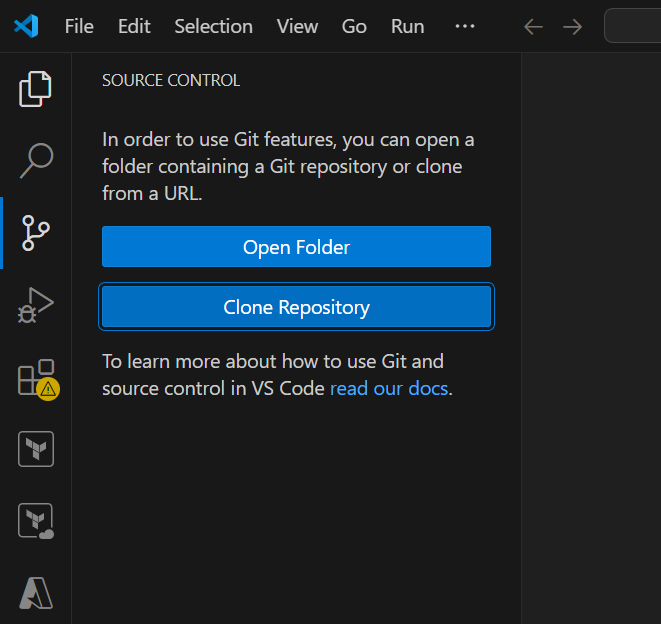 File Edit Selection View Go Run ...
SOURCE CONTROL
In order to use Git features, you can open a
folder containing a Git repository or clone
from a URL.
Open Folder
Clone Repository
To learn more about how to use Git and
source control in VS Code read our docs.